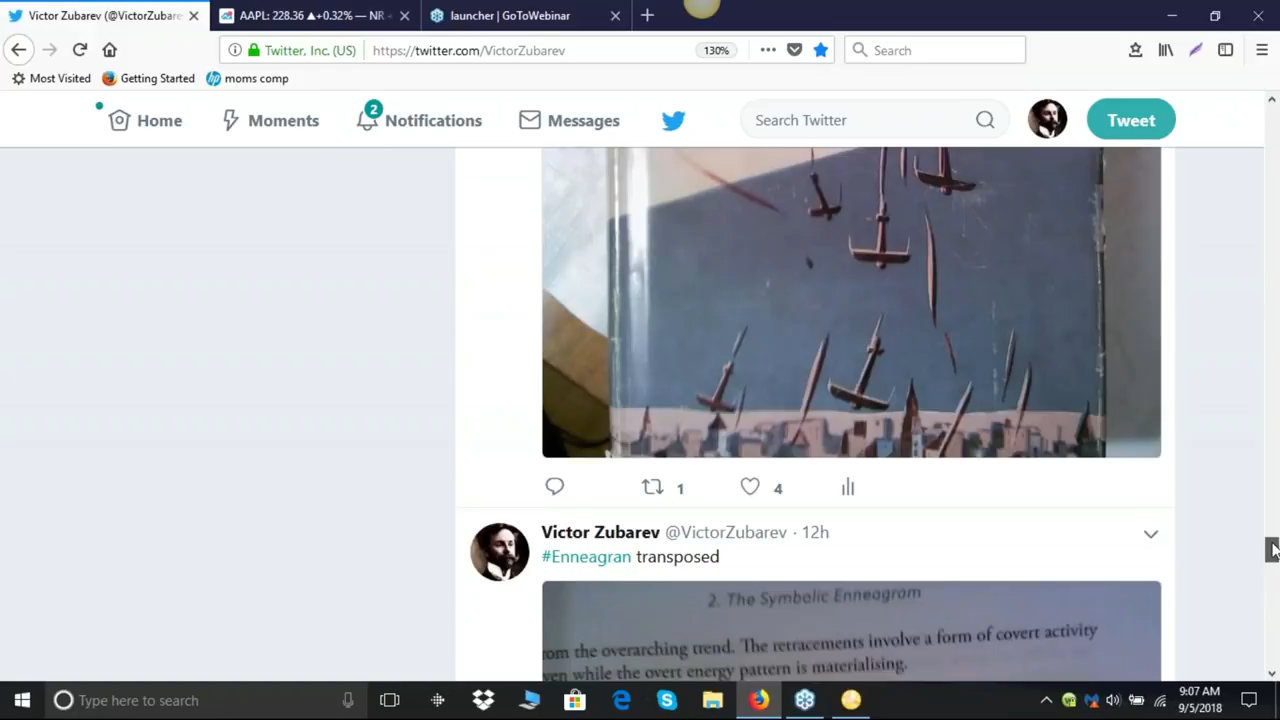 Victor Zubarev (@VictorZubare
AAPL: 228.36 ▲+0.32% — NR
launcher | GoToWebinar
Twitter, Inc. (US)
https://twitter.com/VictorZubarev
130%
Search
Most Visited
Getting Started
moms comp
Home
Moments
2
Notifications
Messages
Search Twitter
Tweet
1
4
Victor Zubarev @VictorZubarev · 12h
#Enneagran transposed
2. The Symbolic Enneagram
rom the overarching trend. The retracements involve a form of covert activity
ven while the overt energy pattern is materialising.
Type here to search
9:07 AM
9/5/2018